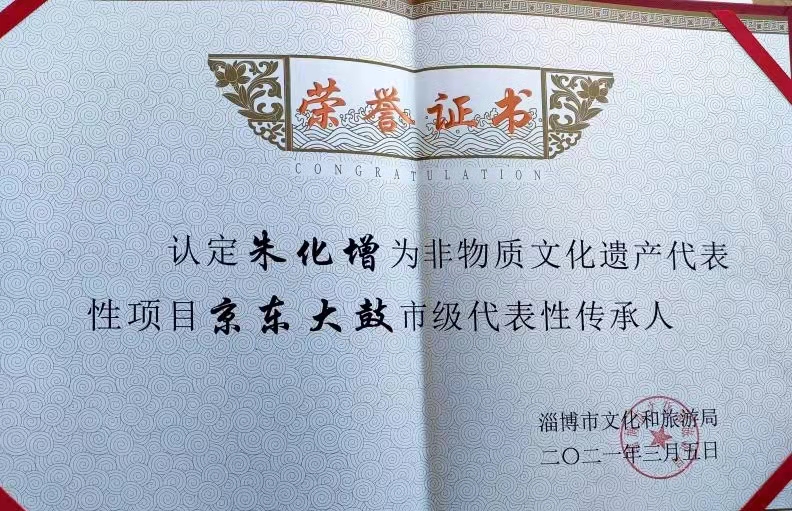 荣誉证书
CONGRATULATION
认定朱化增为非物质文化遗产代表
性项目京东大鼓市级代表性传承人
淄博市文化和旅游局
二〇二一年三月五日